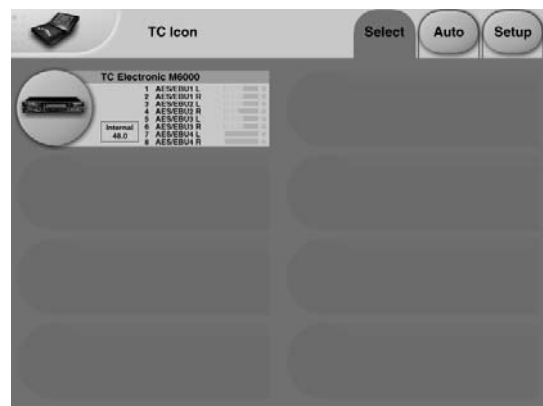 TC Icon
Select
Auto
Setup
TC Electronic M6000
1 AES/EBU1 L
2 AES/EBU1 R
3 AES/EBU2 L
4 AES/EBU2 R
5 AES/EBU3 L
6 AES/EBU3 R
7 AES/EBU4 L
8 AES/EBU4 R
Internal
48.0